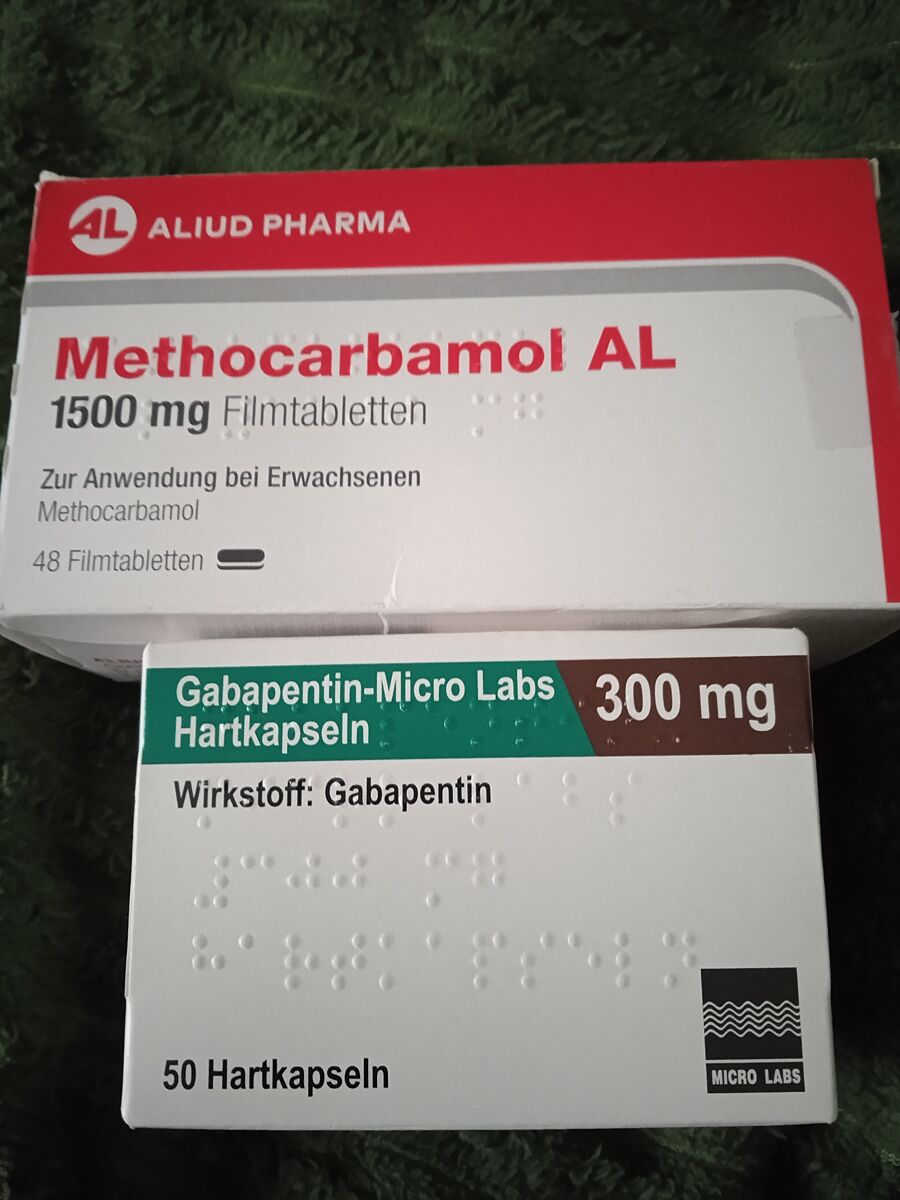 AL ALIUD PHARMA
Methocarbamol AL
1500 mg Filmtabletten
Zur Anwendung bei Erwachsenen
Methocarbamol
48 Filmtabletten
Gabapentin-Micro Labs
Hartkapseln
300 mg
Wirkstoff: Gabapentin
50 Hartkapseln
MICRO LABS